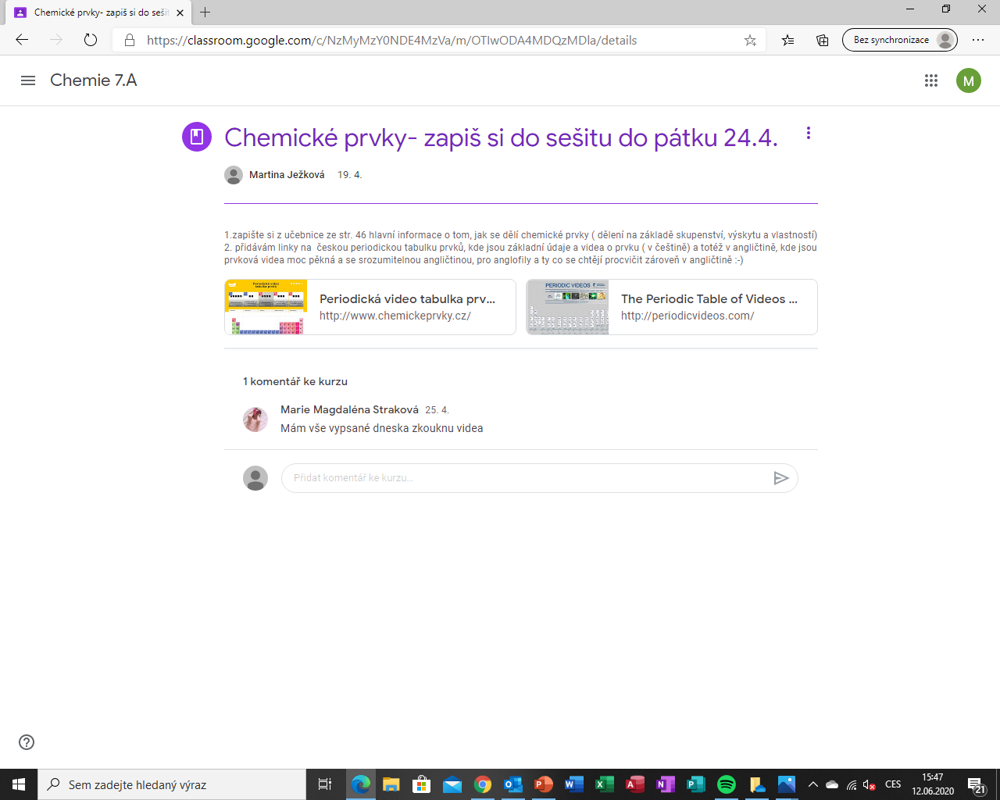 Chemické prvky- zapiš si do seši
https://classroom.google.com/c/NzMyMzY0NDE4MzVa/m/OTIwODA4MDQzMDla/details
Bez synchronizace
Chemie 7.A
M
Chemické prvky- zapiš si do sešitu do pátku 24.4.
Martina Ježková 19. 4.
1.zapište si z učebnice ze str. 46 hlavní informace o tom, jak se dělí chemické prvky ( dělení na základě skupenství, výskytu a vlastností)
2. přidávám linky na českou periodickou tabulku prvků, kde jsou základní údaje a videa o prvku ( v češtině) a totéž v angličtině, kde jsou
prvková videa moc pěkná a se srozumitelnou angličtinou, pro anglofily a ty co se chtějí procvičit zároveň v angličtině :-)
Periodická video
tabulka prvků
Periodická video tabulka prv...
http://www.chemickeprvky.cz/
PERIODIC VIDEOS
The Periodic Table of Videos ...
http://periodicvideos.com/
1 komentář ke kurzu
Marie Magdaléna Straková 25. 4.
Mám vše vypsané dneska zkouknu videa
Přidat komentář ke kurzu...
Sem zadejte hledaný výraz
CES
15:47
12.06.2020
21